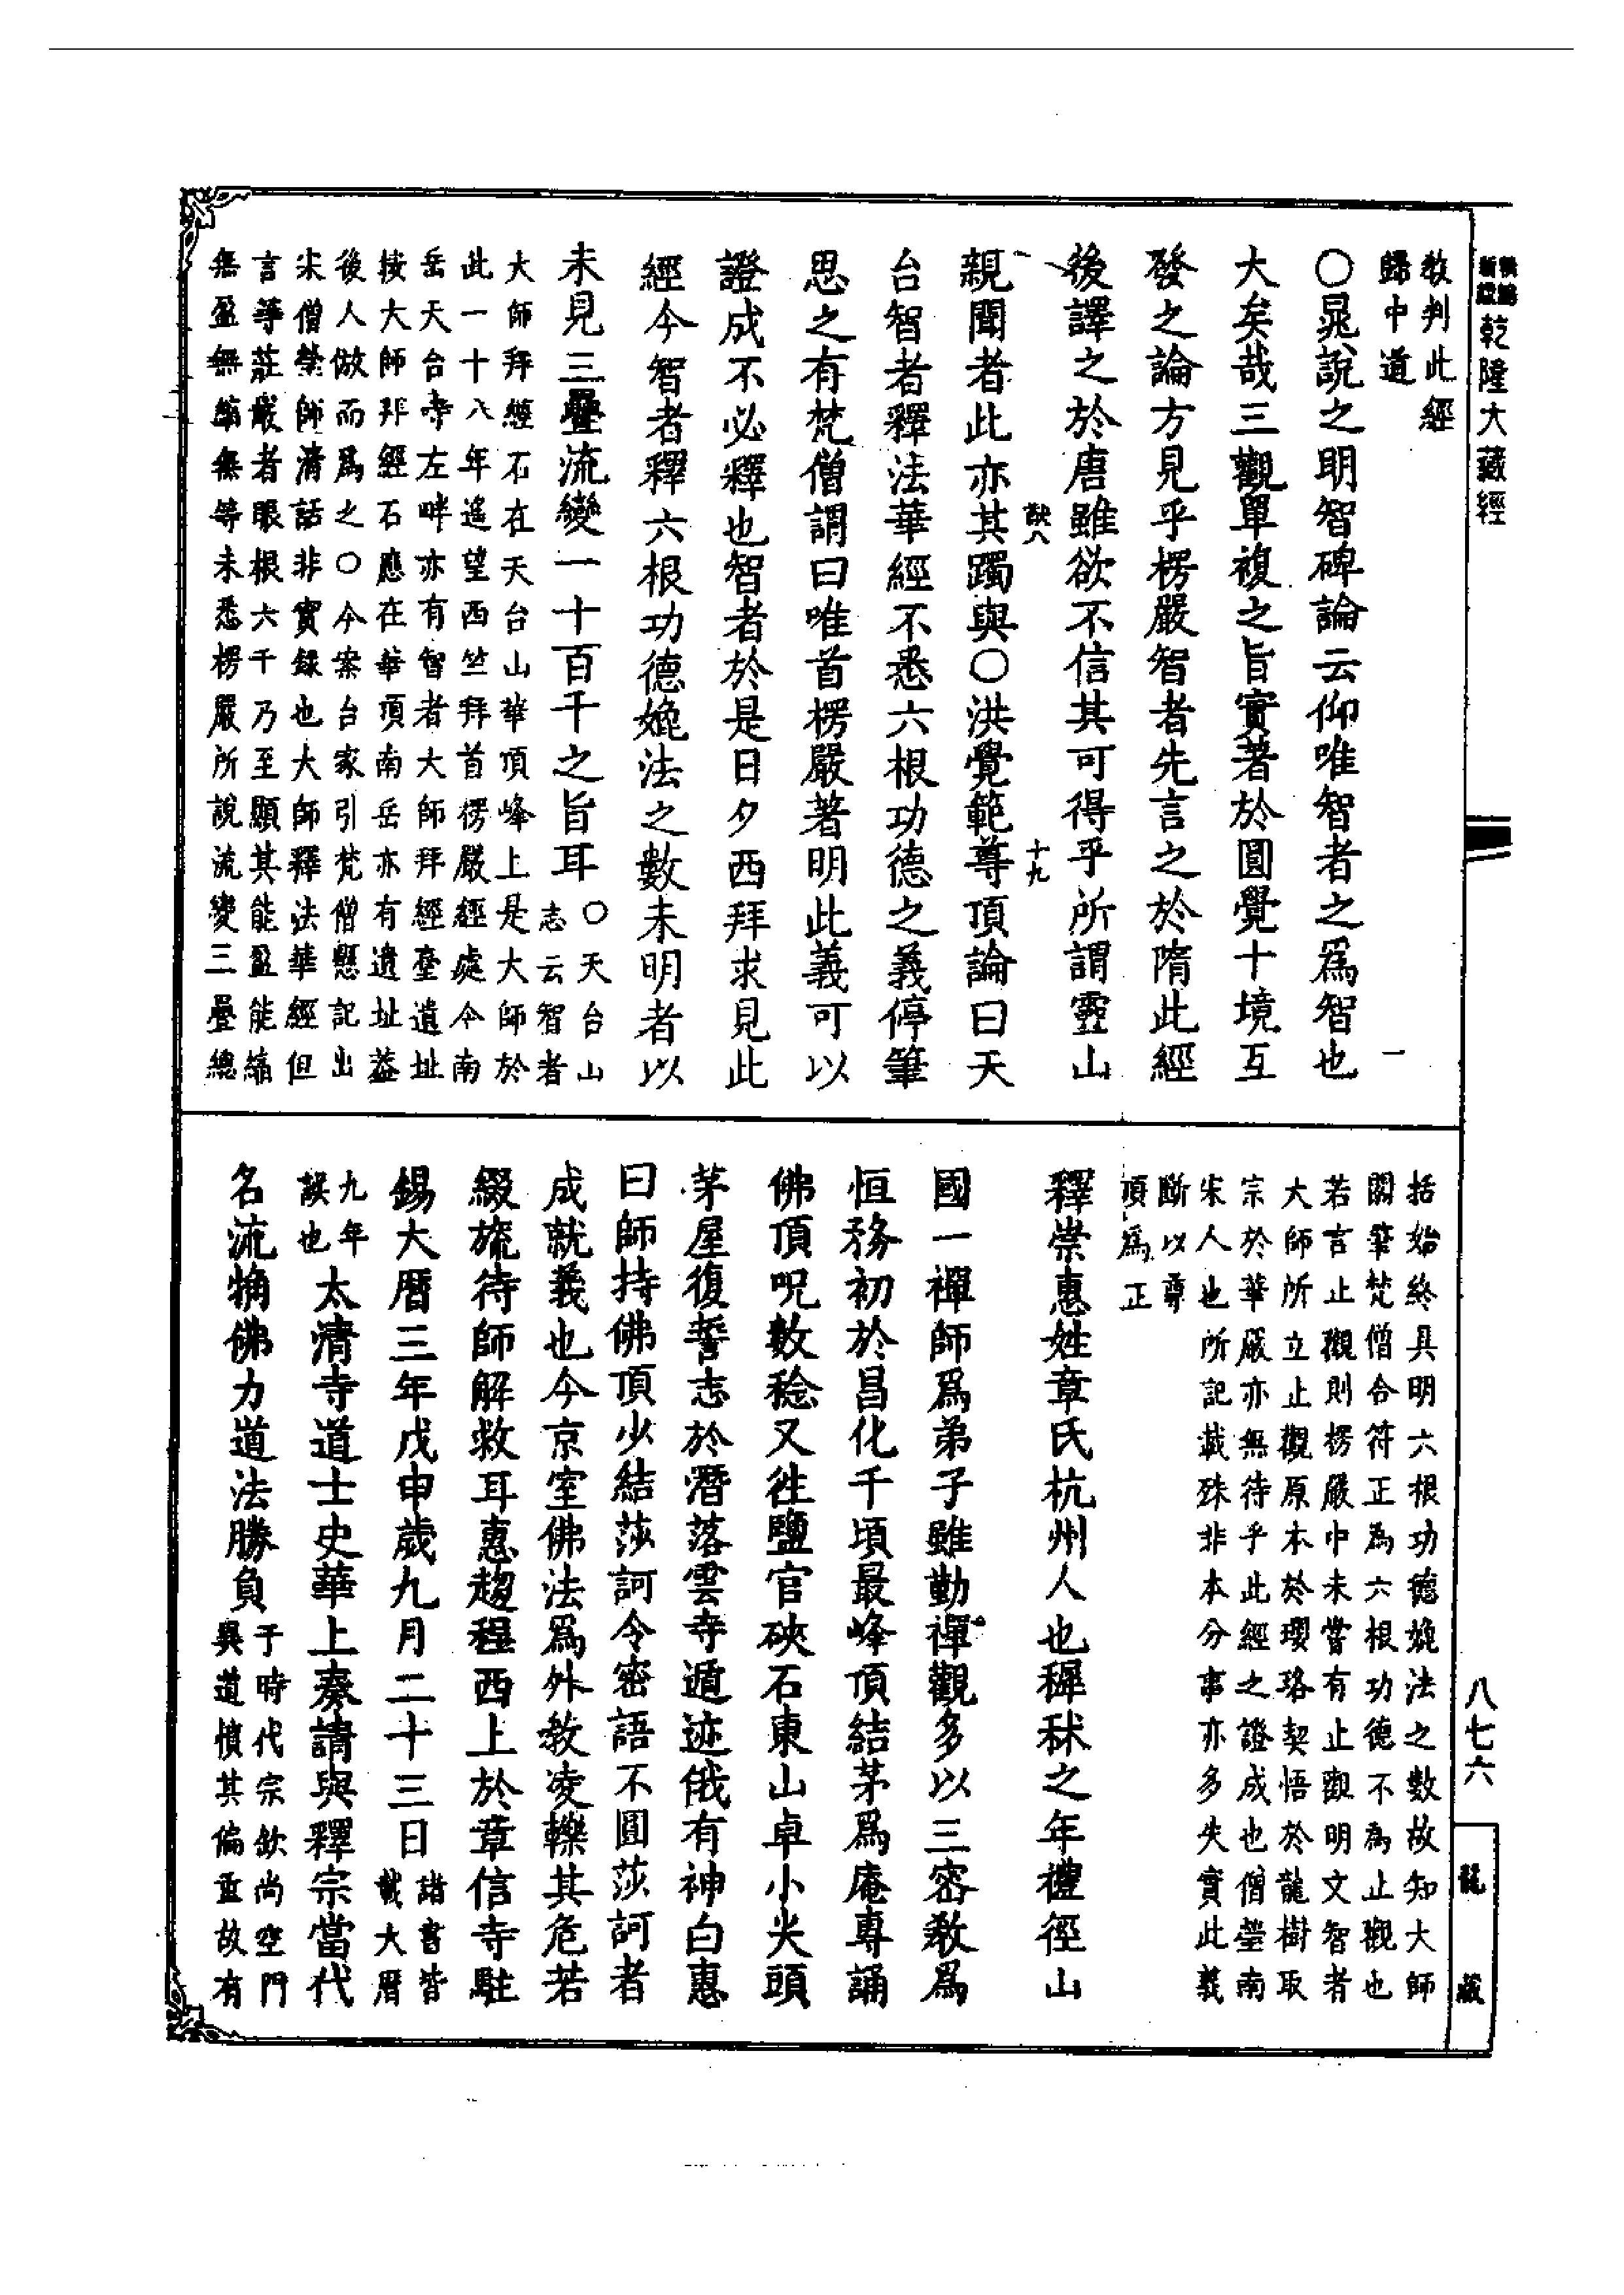 乾隆大藏經
教判此經
歸中道
〇晁說之明智碑論云仰唯智者之爲智也
大矣哉三觀單複之旨實著於圓覺十境互
發之論方見乎楞嚴智者先言之於隋此經
後譯之於唐雖欲不信其可得乎所謂靈山
十九
親聞者此亦其躅與〇洪覺範尊頂論曰天
台智者釋法華經不悉六根功德之義停筆
思之有梵僧謂曰唯首楞嚴著明此義可以
證成不必釋也智者於是日夕西拜求見此
經今智者釋六根功德㝃法之數未明者以
未見三疊流變一十百千之旨耳
〇天台山
志云智者
大師拜經石在天台山華頂峰上是大師於
此一十八年遙望西竺拜首楞嚴經處今南
岳天台寺左畔亦有智者大師拜經臺遺址
按大師拜經石應在華頂南岳亦有遺址葢
後人倣而爲之〇今案台家引梵僧懸記出
宋僧瑩師清話非實録也大師釋法華經但
言莊嚴者眼根六千乃至顯其能盈能縮
無盈無縮無等未悉楞嚴所說流變三疊總
括始終具明六根功德㝃法之數故知大師
闇筆梵僧合符正為六根功德不為止觀也
若言止觀則楞嚴中未嘗有止觀明文智者
大師所立止觀原本於瓔珞契悟於龍樹取
宗於華嚴亦無待乎此經之證成也僧瑩南
宋人也所記載殊非本分事亦多失實此義
斷以尊
頂爲正
釋崇惠姓章氏杭州人也穉秫之年禮徑山
國一禪師爲弟子雖勤禪觀多以三密教爲
恒務初於昌化千頃最峰頂結茅爲庵專誦
佛頂呪數稔又往鹽官硤石東山卓小尖頭
茅屋復誓志於潛落雲寺遁迹俄有神白惠
曰師持佛頂少結莎訶令密語不圓莎訶者
成就義也今京室佛法爲外教凌轢其危若
綴旒待師解救耳惠趨程西上於章信寺駐
錫大曆三年戊申歲九月二十三日
諸書皆
載大曆
九年
誤也
太清寺道士史華上奏請與釋宗當代
名流捔佛力道法勝負
于時代宗欽尚空門
異道憤其偏重故有
八七六
龍藏